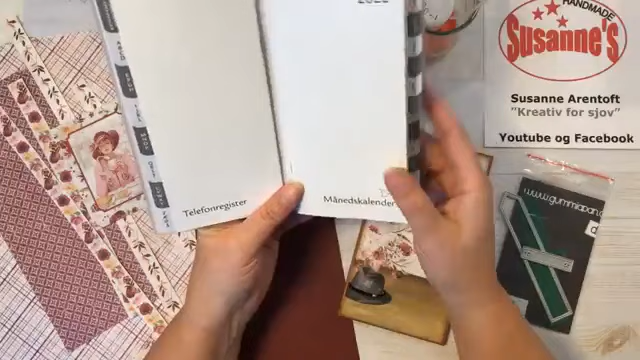 HANDMADE
SUSANNE'S
Susanne Arentoft
"Kreativ for sjov"
Youtube og Facebook
Telefonregister
Månedskalender
www.gummiapan.